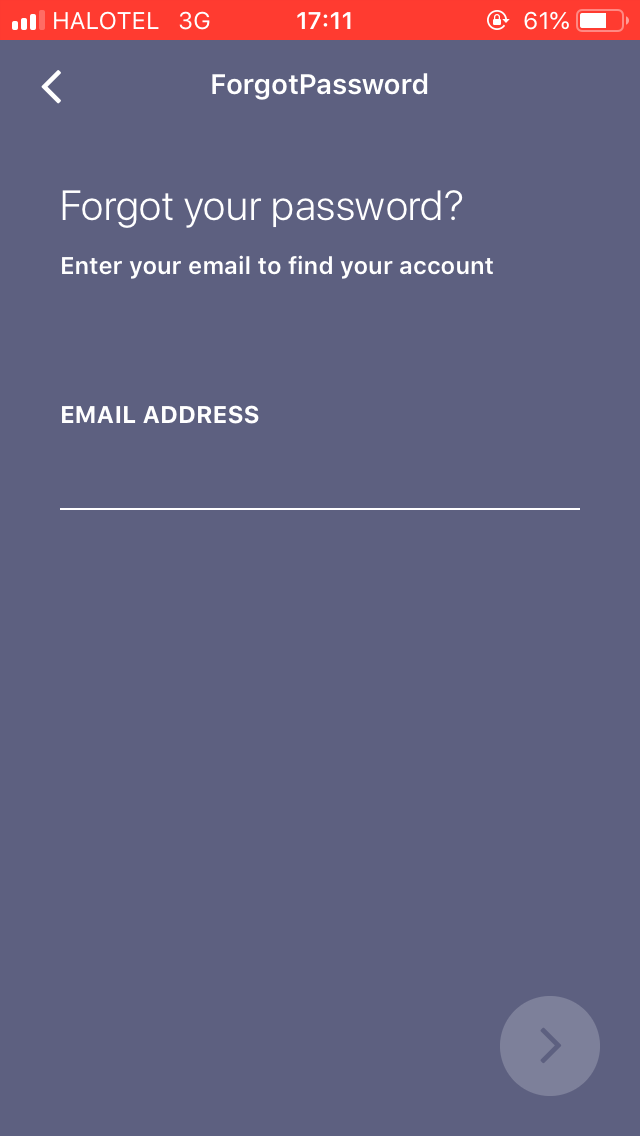 HALOTEL 3G 17:11 61%
ForgotPassword
Forgot your password?
Enter your email to find your account
EMAIL ADDRESS